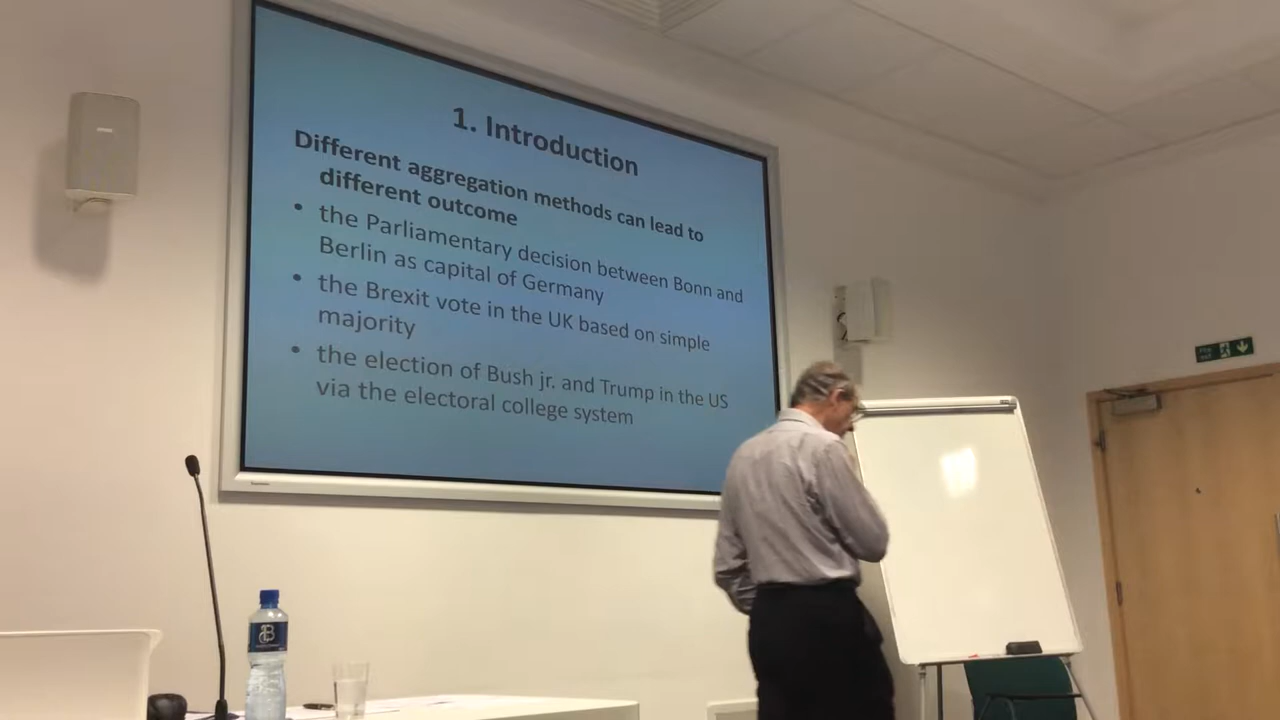 1. Introduction
Different aggregation methods can lead to
different outcome
• the Parliamentary decision between Bonn and
Berlin as capital of Germany
• the Brexit vote in the UK based on simple
majority
• the election of Bush jr. and Trump in the US
via the electoral college system